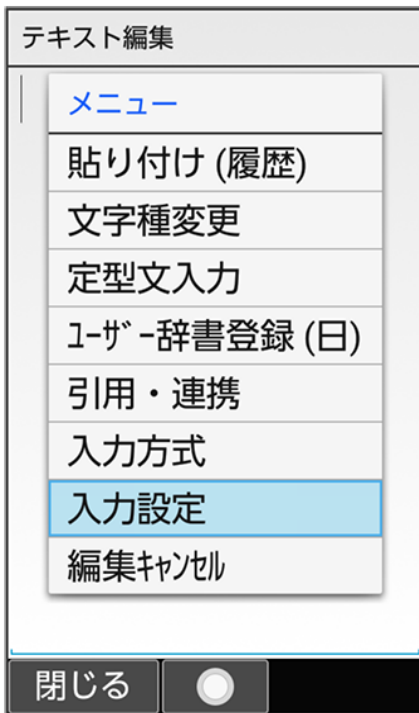 テキスト編集
メニュー
貼り付け (履歴)
文字種変更
定型文入力
ﾕｰｻﾞｰ辞書登録 (日)
引用・連携
入力方式
入力設定
編集ｷｬﾝｾﾙ
閉じる